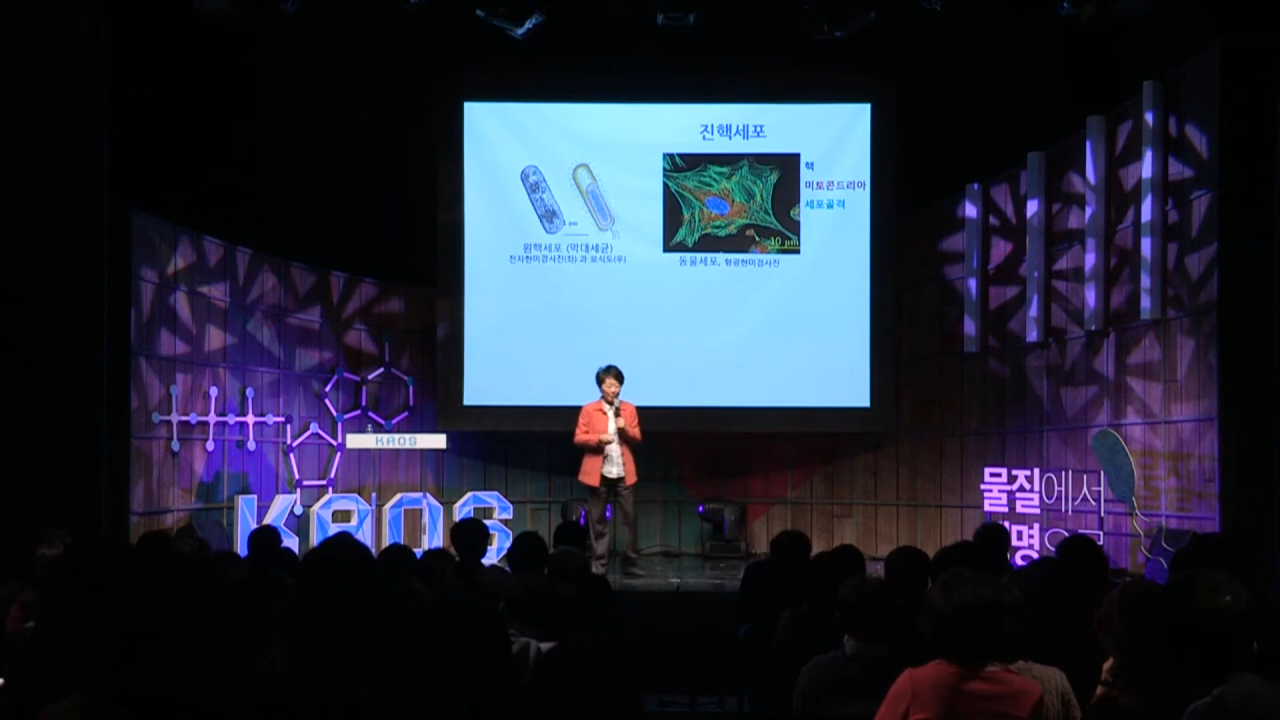 진핵세포
핵
미토콘드리아
세포골격
10 μm
원핵세포 (막대세균)
전자현미경사진(좌) 과 모식도(우)
동물세포, 형광현미경사진
KAOS
KAOS
물질에서